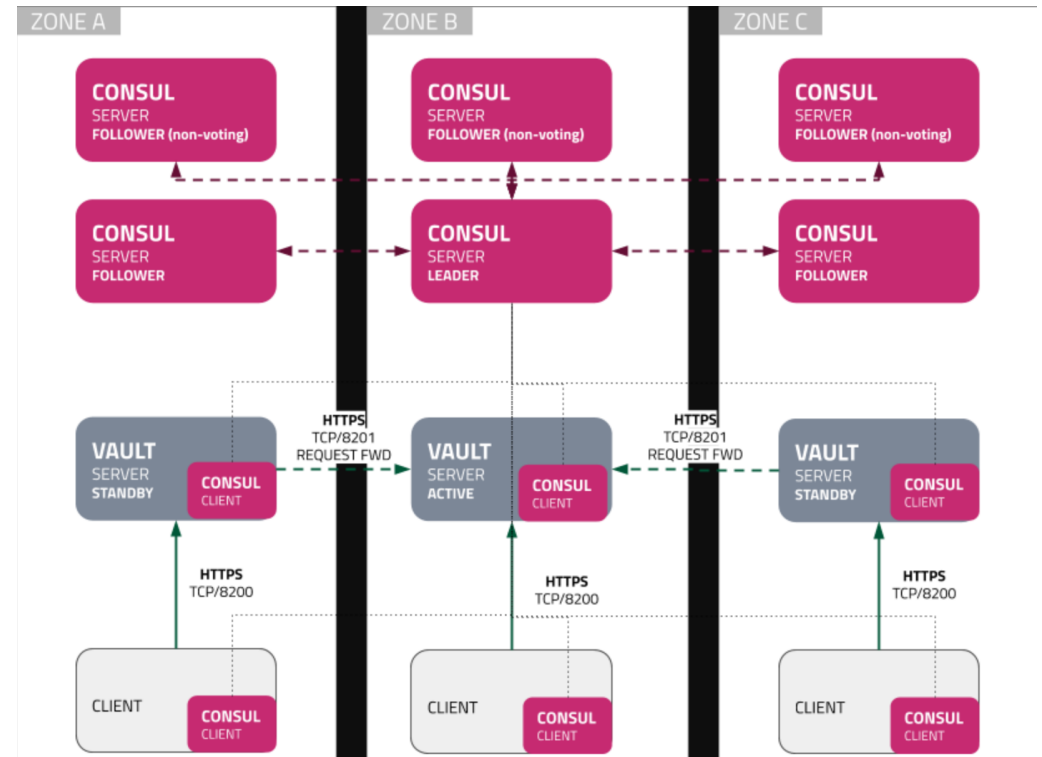 ZONE A
ZONE B
ZONE C
CONSUL
SERVER
FOLLOWER (non-voting)
CONSUL
SERVER
FOLLOWER (non-voting)
CONSUL
SERVER
FOLLOWER (non-voting)
CONSUL
SERVER
FOLLOWER
CONSUL
SERVER
LEADER
CONSUL
SERVER
FOLLOWER
VAULT
SERVER
STANDBY
CONSUL
CLIENT
HTTPS
TCP/8201
REQUEST FWD
VAULT
SERVER
ACTIVE
CONSUL
CLIENT
HTTPS
TCP/8201
REQUEST FWD
VAULT
SERVER
STANDBY
CONSUL
CLIENT
HTTPS
TCP/8200
HTTPS
TCP/8200
HTTPS
TCP/8200
CLIENT
CONSUL
CLIENT
CLIENT
CONSUL
CLIENT
CLIENT
CONSUL
CLIENT